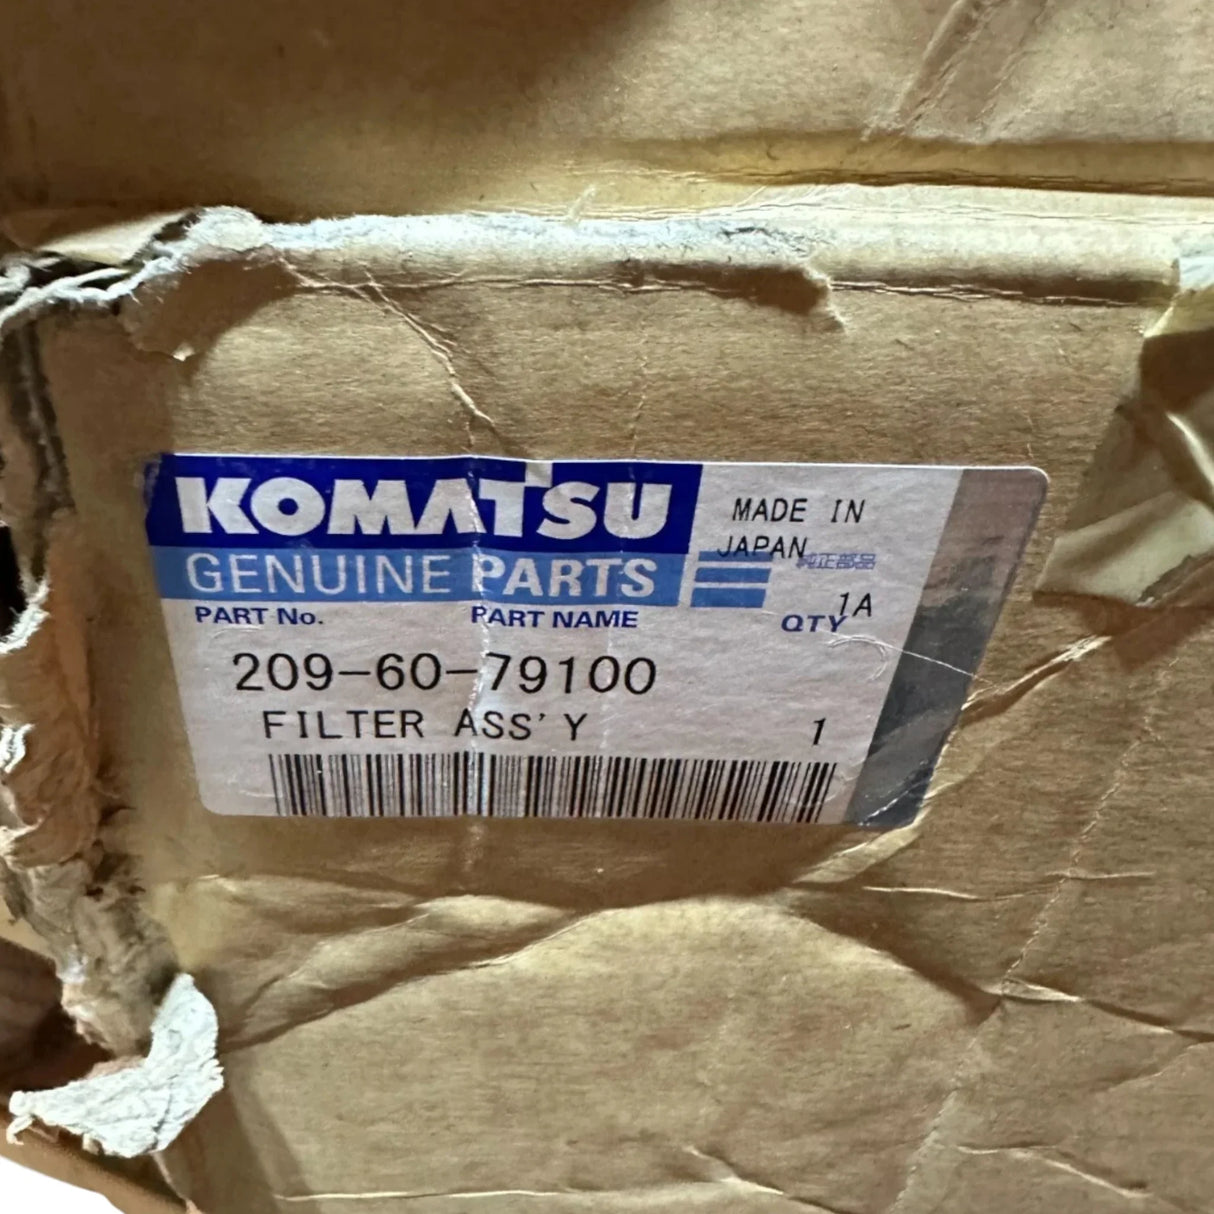 KOMATSU
MADE IN
JAPAN
純正部品
GENUINE PARTS
1A
PART No. PART NAME QTY
209-60-79100
FILTER ASS'Y 1